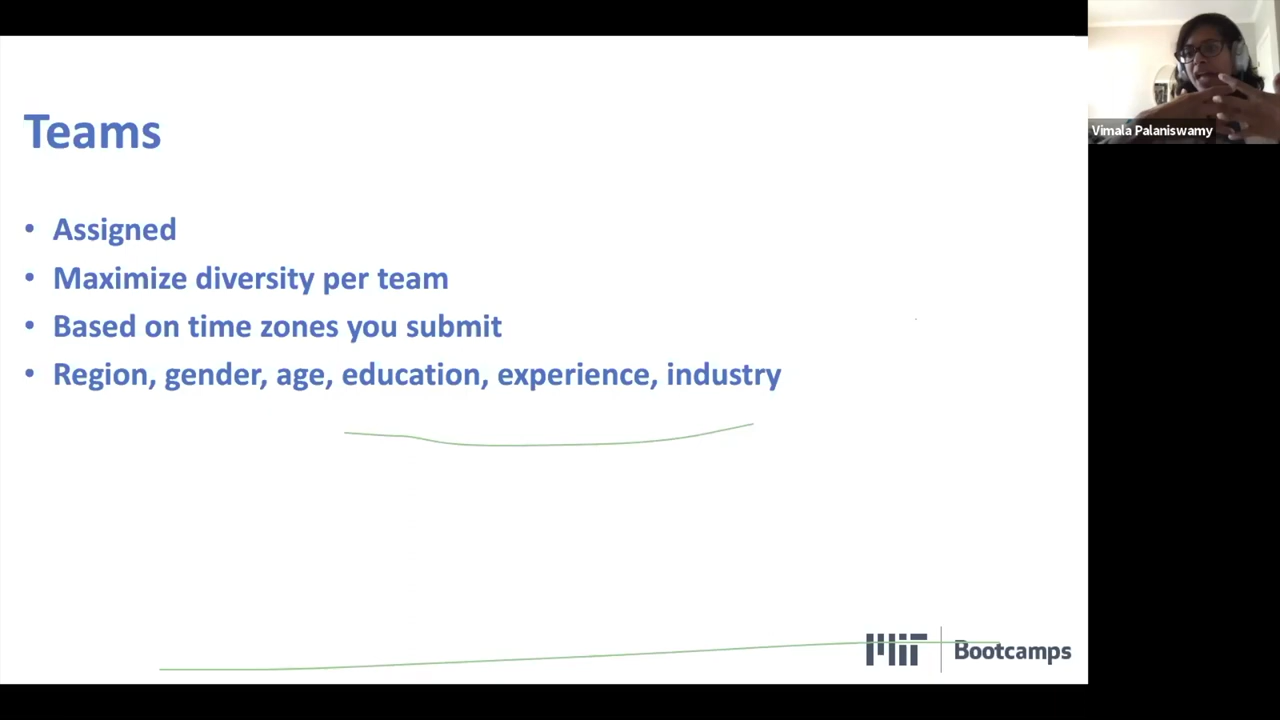 Teams
• Assigned
• Maximize diversity per team
• Based on time zones you submit
• Region, gender, age, education, experience, industry
MIT Bootcamps
Vimala Palaniswamy